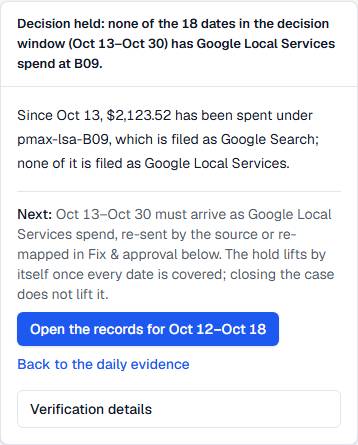 Decision held: none of the 18 dates in the decision
window (Oct 13–Oct 30) has Google Local Services
spend at B09.
Since Oct 13, $2,123.52 has been spent under
pmax-lsa-B09, which is filed as Google Search;
none of it is filed as Google Local Services.
Next: Oct 13–Oct 30 must arrive as Google Local
Services spend, re-sent by the source or re-
mapped in Fix & approval below. The hold lifts by
itself once every date is covered; closing the case
does not lift it.
Open the records for Oct 12–Oct 18
Back to the daily evidence
Verification details